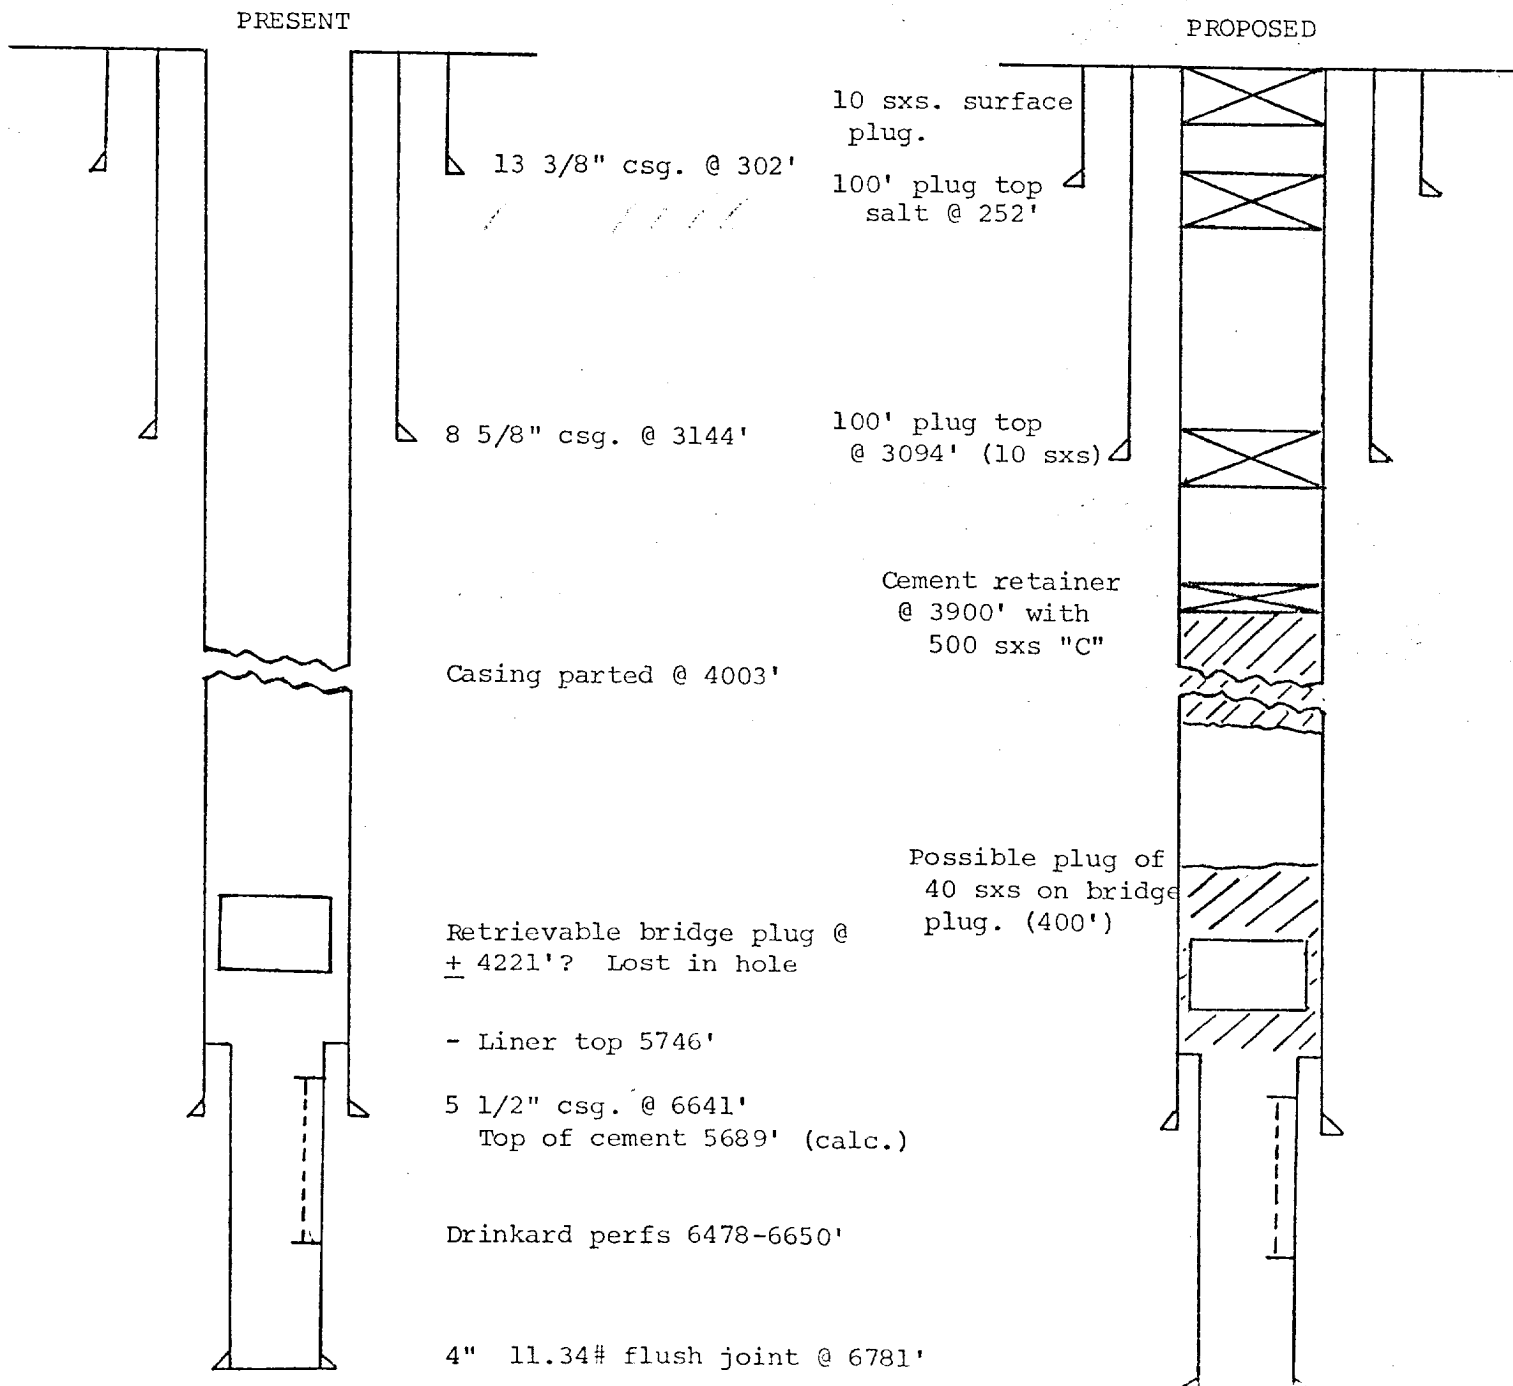 PRESENT
13 3/8" csg. @ 302'
8 5/8" csg. @ 3144'
Casing parted @ 4003'
Retrievable bridge plug @
± 4221'? Lost in hole
- Liner top 5746'
5 1/2" csg. @ 6641'
Top of cement 5689' (calc.)
Drinkard perfs 6478-6650'
4" 11.34# flush joint @ 6781'
PROPOSED
10 sxs. surface
plug.
100' plug top
salt @ 252'
100' plug top
@ 3094' (10 sxs)
Cement retainer
@ 3900' with
500 sxs "C"
Possible plug of
40 sxs on bridge
plug. (400')